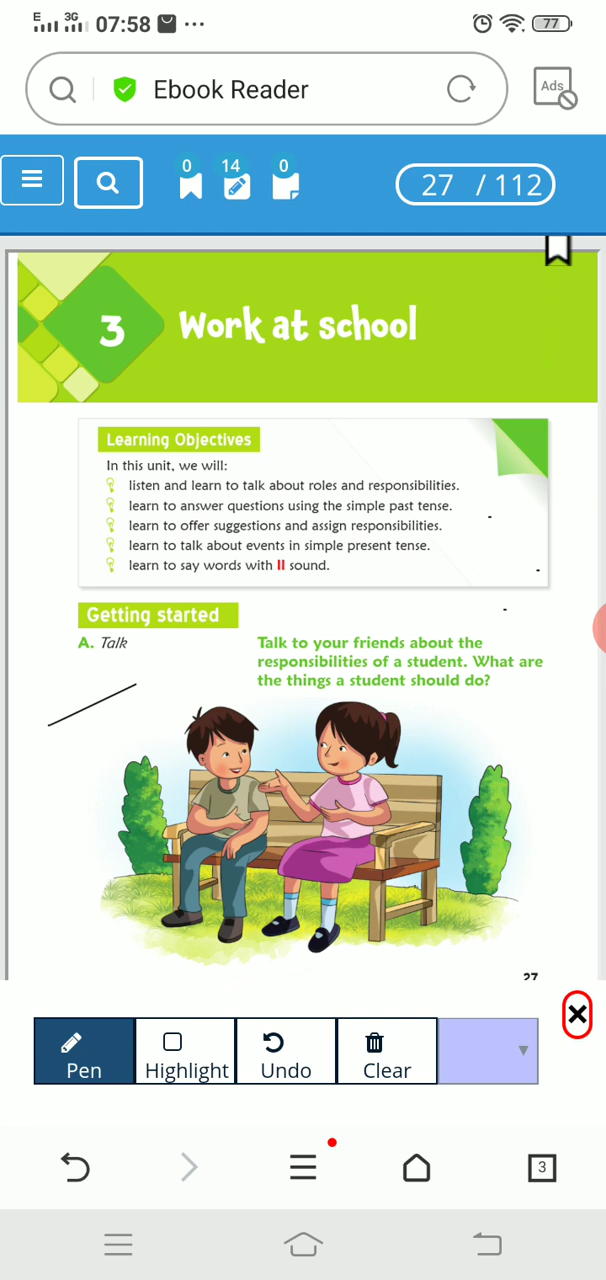 E 3G 07:58 77
Ebook Reader
Ads
0 14 0
27 / 112
3 Work at school
Learning Objectives
In this unit, we will:
listen and learn to talk about roles and responsibilities.
learn to answer questions using the simple past tense.
learn to offer suggestions and assign responsibilities.
learn to talk about events in simple present tense.
learn to say words with ll sound.
Getting started
A. Talk
Talk to your friends about the
responsibilities of a student. What are
the things a student should do?
27
Pen Highlight Undo Clear
3